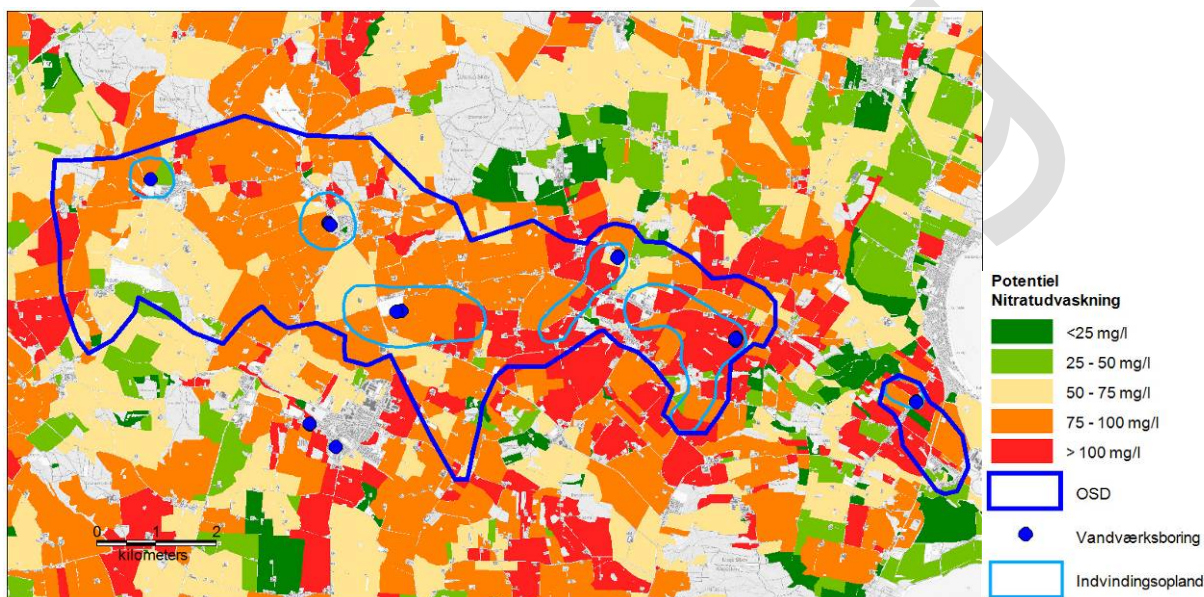 Potentiel
Nitratudvaskning
<25 mg/l
25 - 50 mg/l
50 - 75 mg/l
75 - 100 mg/l
> 100 mg/l
OSD
Vandværksboring
Indvindingsopland
0 1 2
kilometers